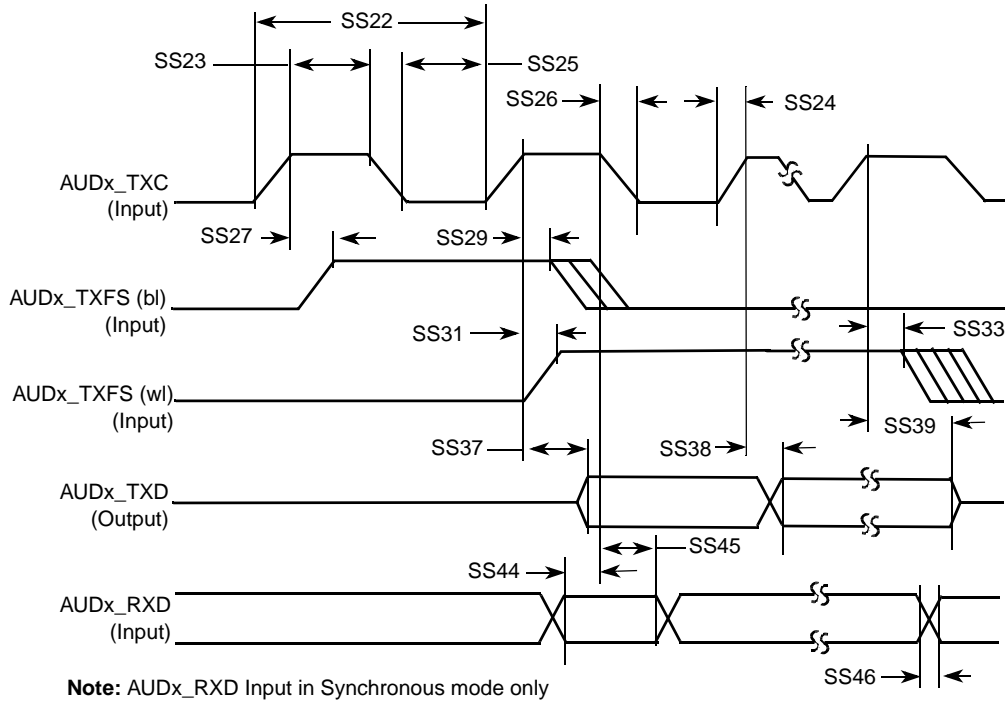 SS22
SS23
SS25
SS26
SS24
AUDx_TXC
(Input)
SS27
SS29
AUDx_TXFS (bl)
(Input)
SS31
SS33
AUDx_TXFS (wl)
(Input)
SS39
SS37
SS38
AUDx_TXD
(Output)
SS45
SS44
AUDx_RXD
(Input)
SS46
Note: AUDx_RXD Input in Synchronous mode only